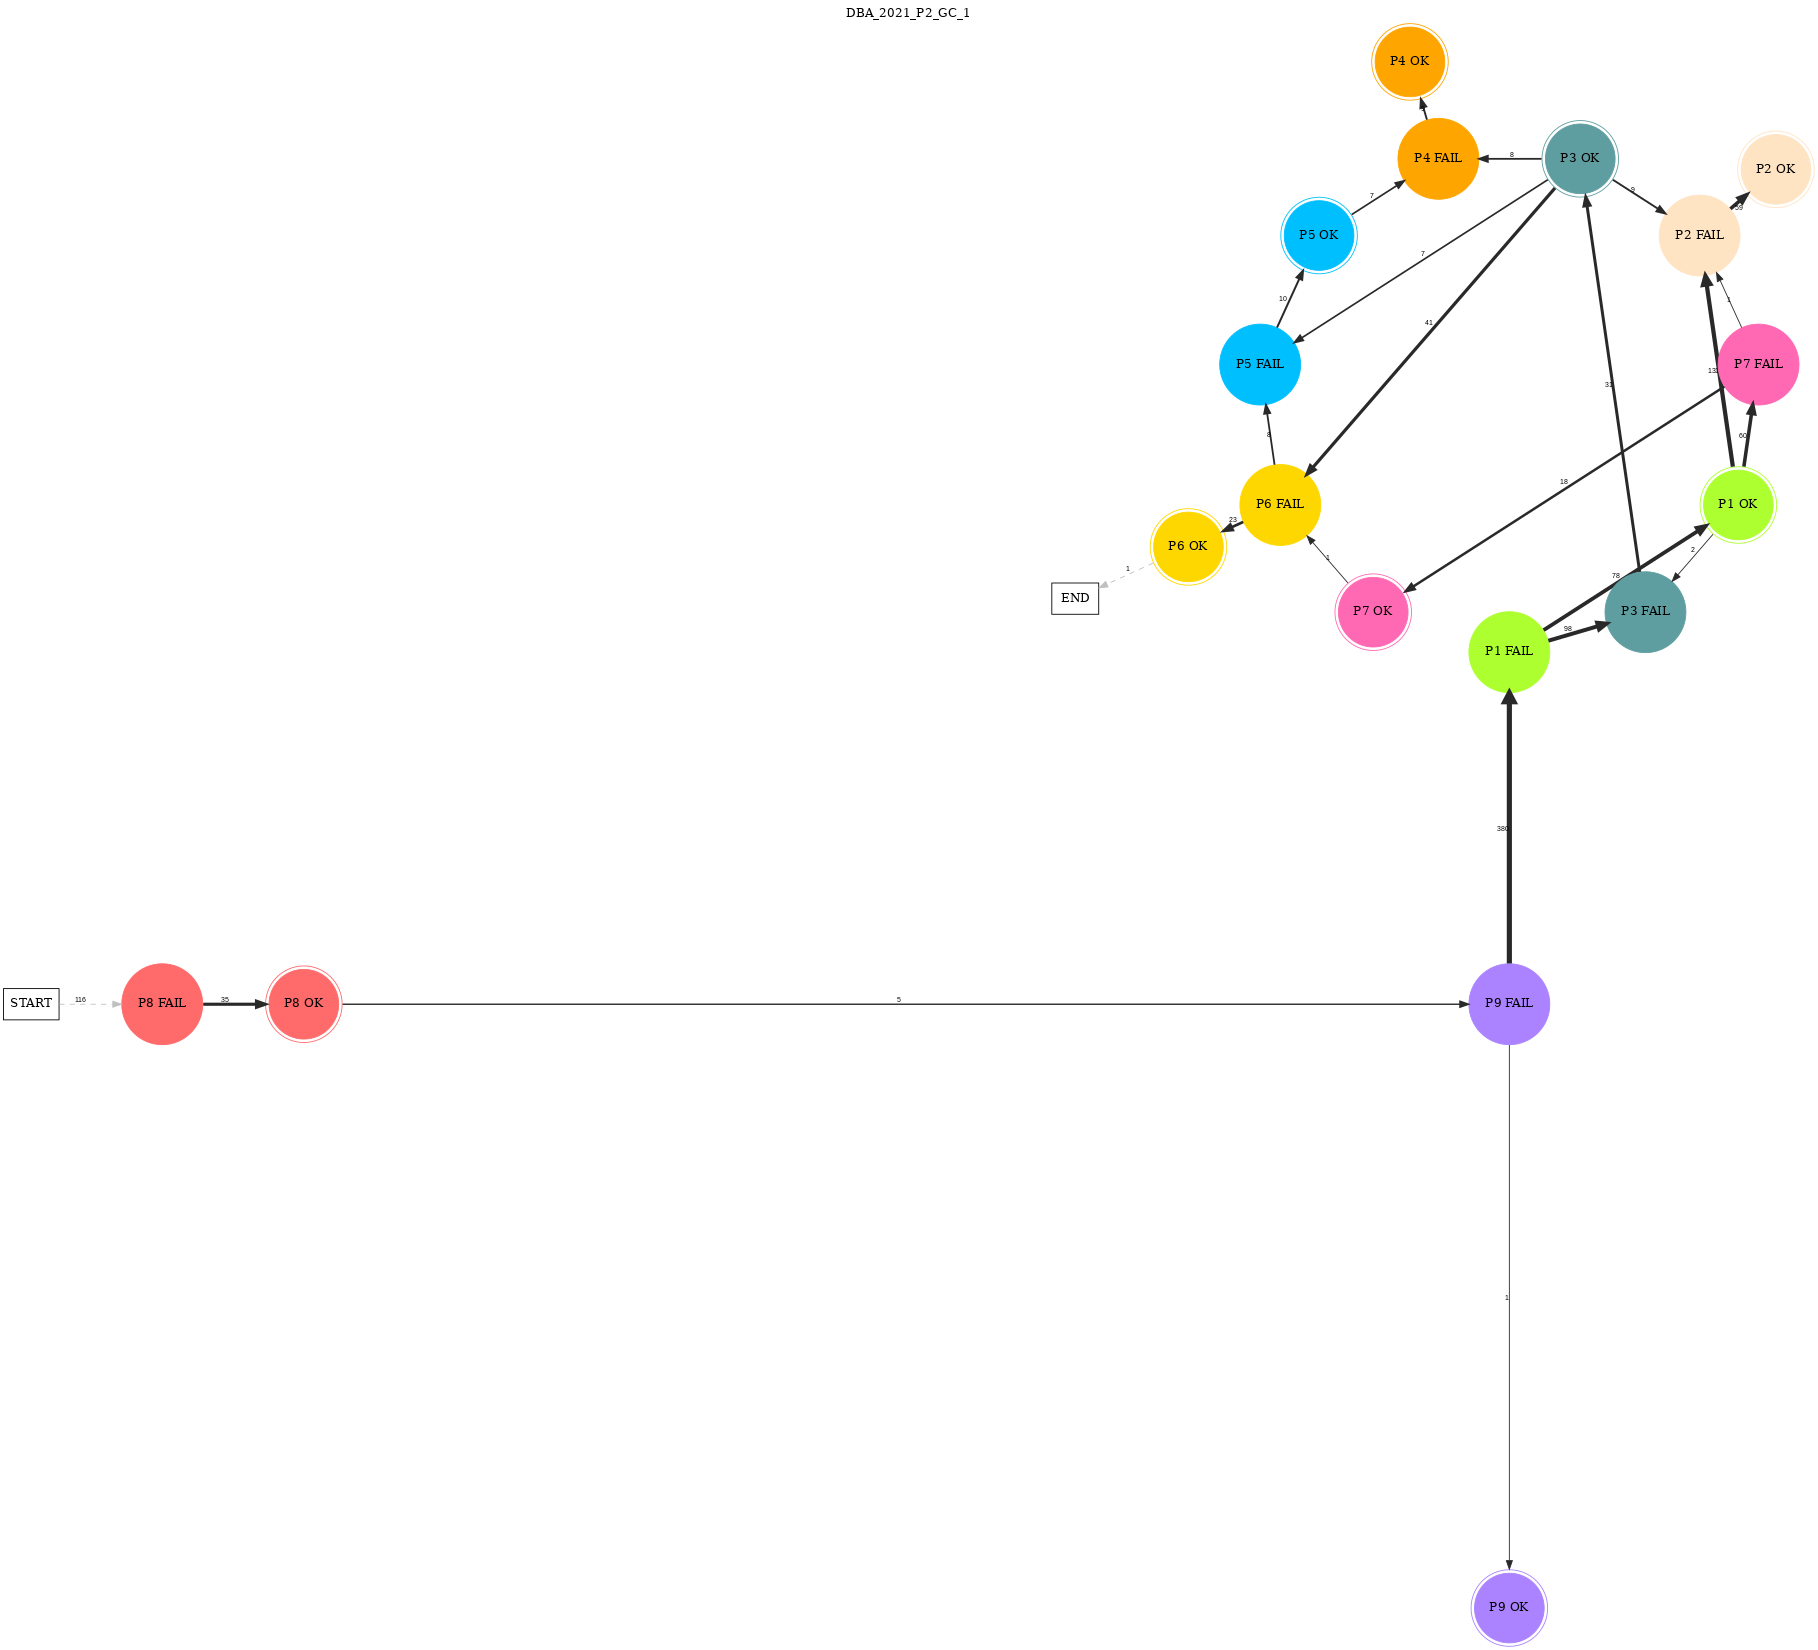 DBA_2021_P2_GC_1
P4 OK
P4 FAIL
8
P3 OK
P2 OK
9
7
P5 OK
P2 FAIL
7
10
1
41
P5 FAIL
P7 FAIL
31
8
60
18
P6 FAIL
P1 OK
23
P6 OK
2
1
1
78
END
P7 OK
P3 FAIL
98
P1 FAIL
380
START
116
P8 FAIL
35
P8 OK
5
P9 FAIL
1
P9 OK